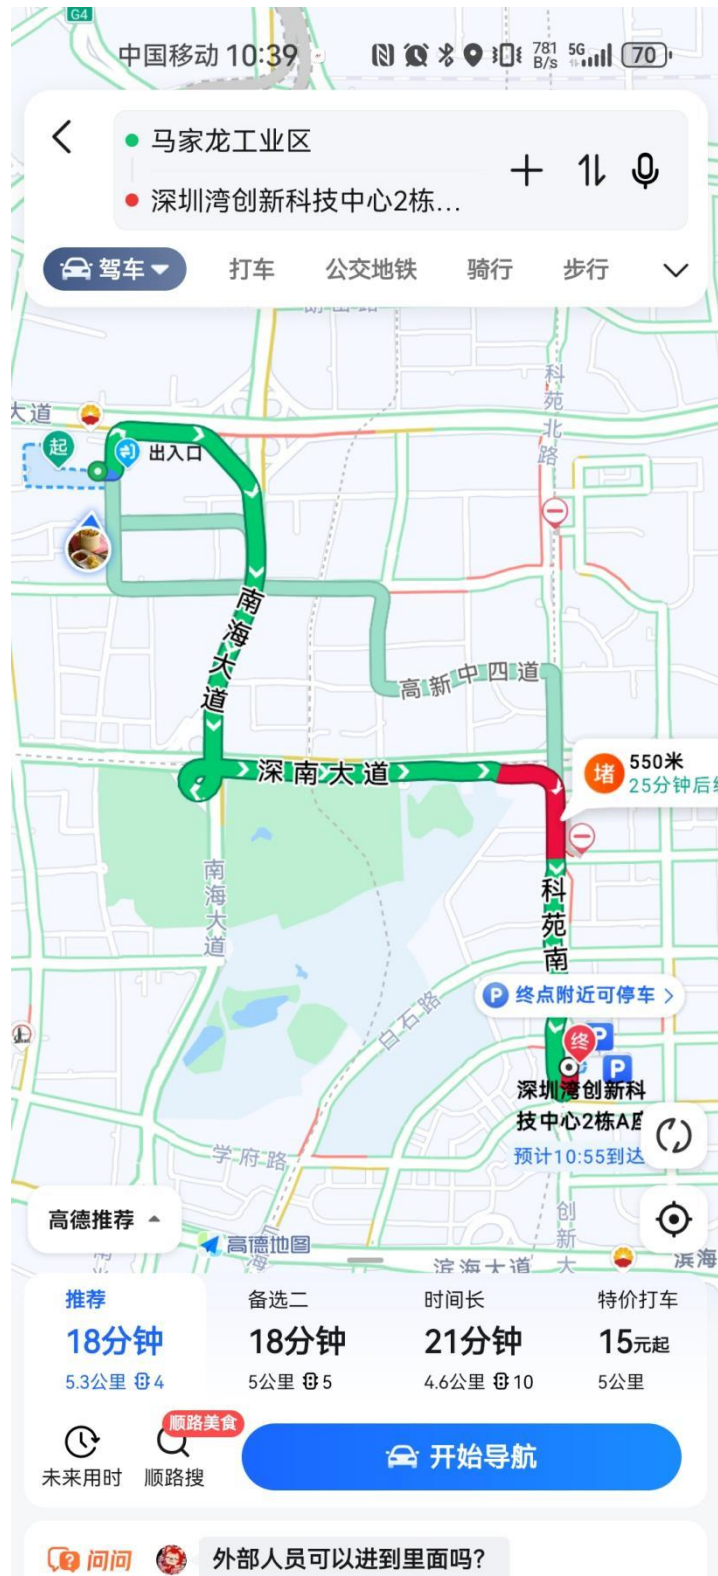 G4
中国移动 10:39
781 B/s 5G 70
马家龙工业区
深圳湾创新科技中心2栋...
驾车 打车 公交地铁 骑行 步行
科苑北路
大道
起
出入口
南海大道
高新中四道
深南大道
堵 550米
25分钟后
南海大道
科苑南
P 终点附近可停车 >
白石路
终
P
P
深圳湾创新科
技中心2栋A座
预计10:55到达
学府路
高德推荐
高德地图
创新大
滨海大道
滨海
推荐 备选二 时间长 特价打车
18分钟 18分钟 21分钟 15元起
5.3公里 4 5公里 5 4.6公里 10 5公里
顺路美食
未来用时 顺路搜 开始导航
问问 外部人员可以进到里面吗?